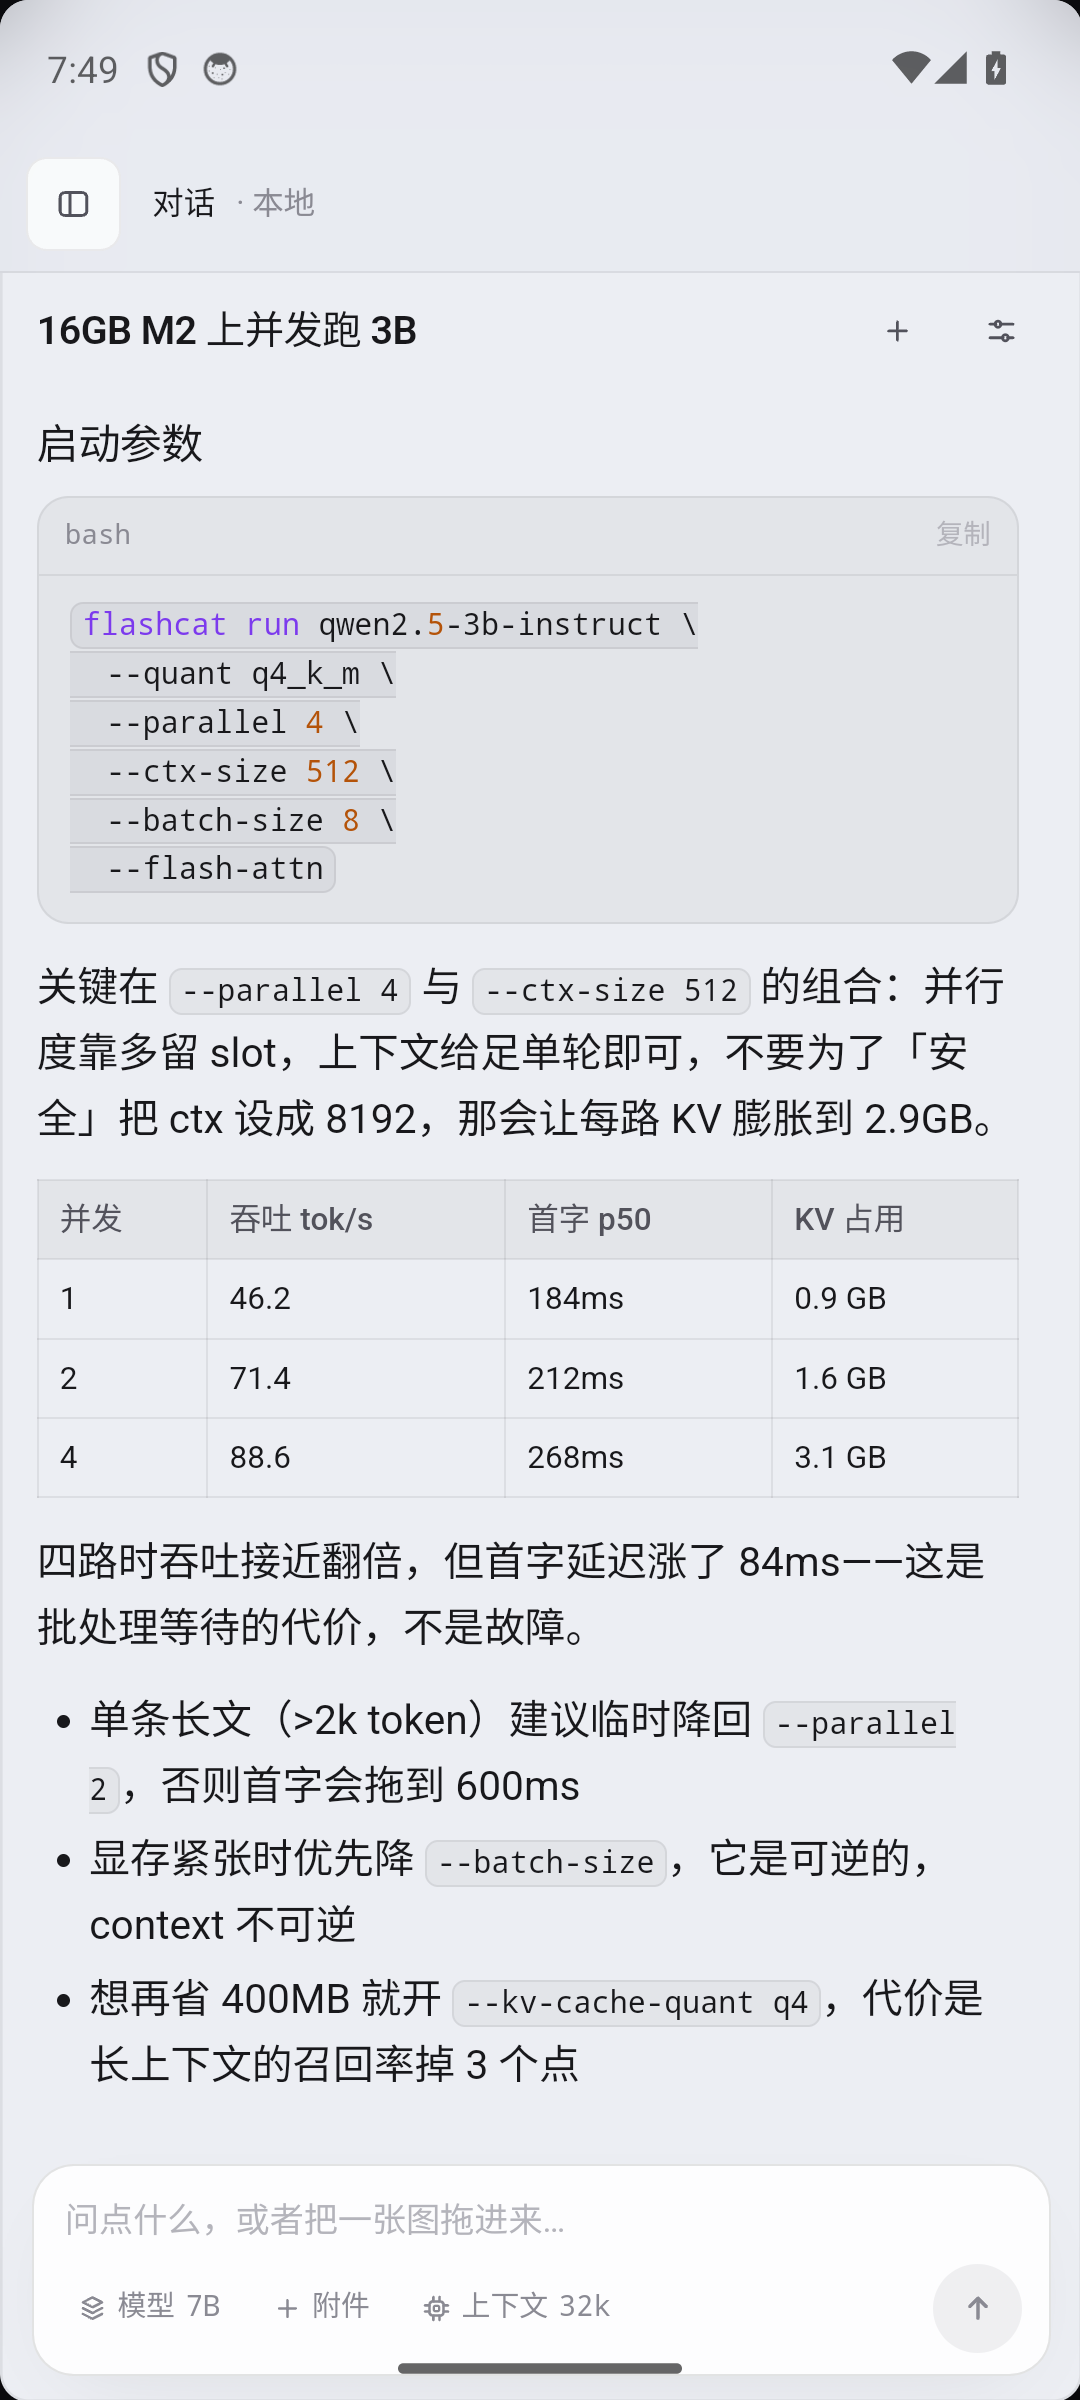 7:49
对话 · 本地
16GB M2 上并发跑 3B
启动参数
bash 复制
flashcat run qwen2.5-3b-instruct \
--quant q4_k_m \
--parallel 4 \
--ctx-size 512 \
--batch-size 8 \
--flash-attn
关键在 --parallel 4 与 --ctx-size 512 的组合：并行
度靠多留 slot，上下文给足单轮即可，不要为了「安
全」把 ctx 设成 8192，那会让每路 KV 膨胀到 2.9GB。
并发 吞吐 tok/s 首字 p50 KV 占用
1 46.2 184ms 0.9 GB
2 71.4 212ms 1.6 GB
4 88.6 268ms 3.1 GB
四路时吞吐接近翻倍，但首字延迟涨了 84ms——这是
批处理等待的代价，不是故障。
• 单条长文（>2k token）建议临时降回 --parallel
2，否则首字会拖到 600ms
• 显存紧张时优先降 --batch-size，它是可逆的，
context 不可逆
• 想再省 400MB 就开 --kv-cache-quant q4，代价是
长上下文的召回率掉 3 个点
问点什么，或者把一张图拖进来…
模型 7B 附件 上下文 32k